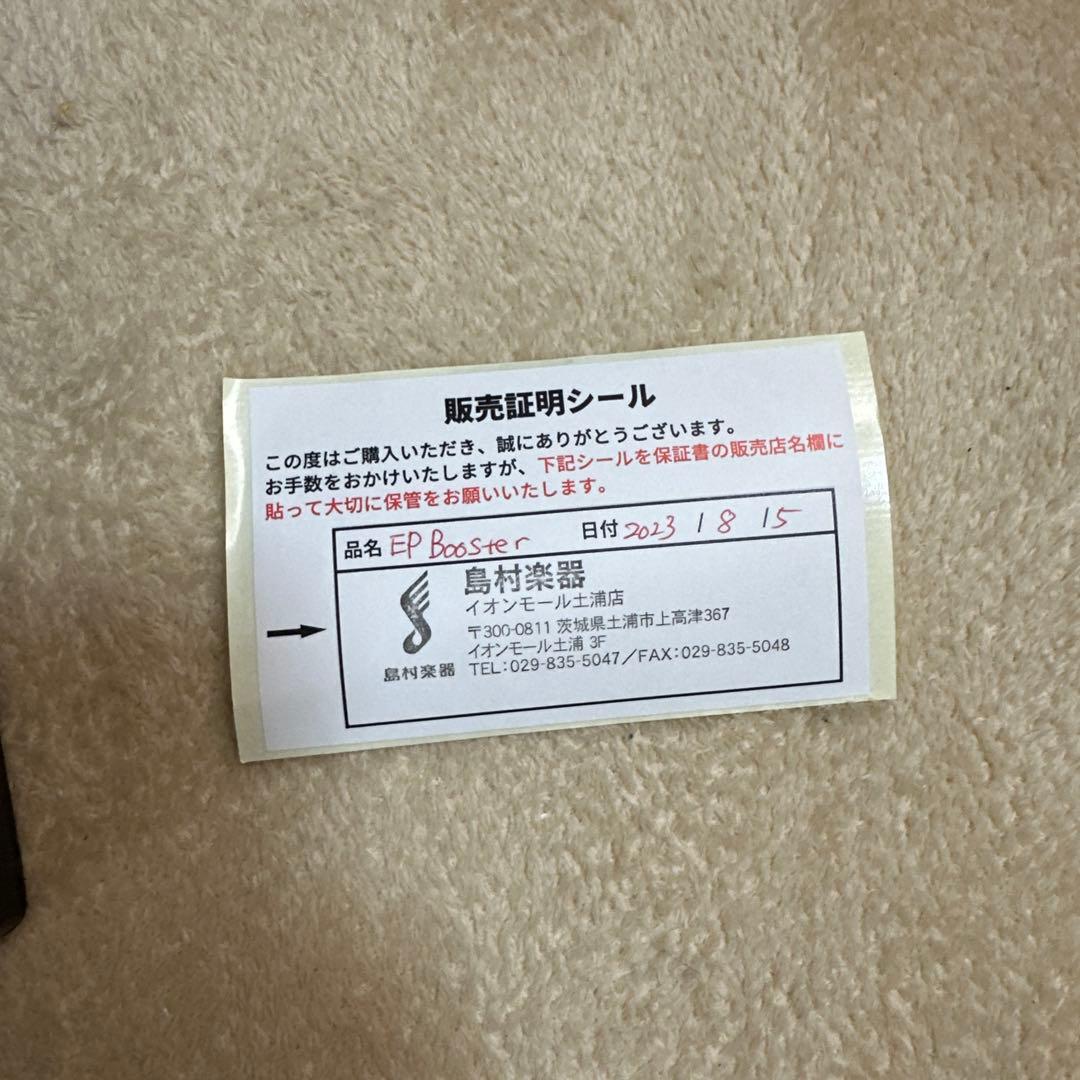 販売証明シール
この度はご購入いただき、誠にありがとうございます。
お手数をおかけいたしますが、下記シールを保証書の販売店名欄に
貼って大切に保管をお願いいたします。
品名 EP Booster 日付 2023 / 8 / 15
島村楽器
イオンモール土浦店
〒300-0811 茨城県土浦市上高津367
イオンモール土浦 3F
TEL:029-835-5047/FAX:029-835-5048
島村楽器